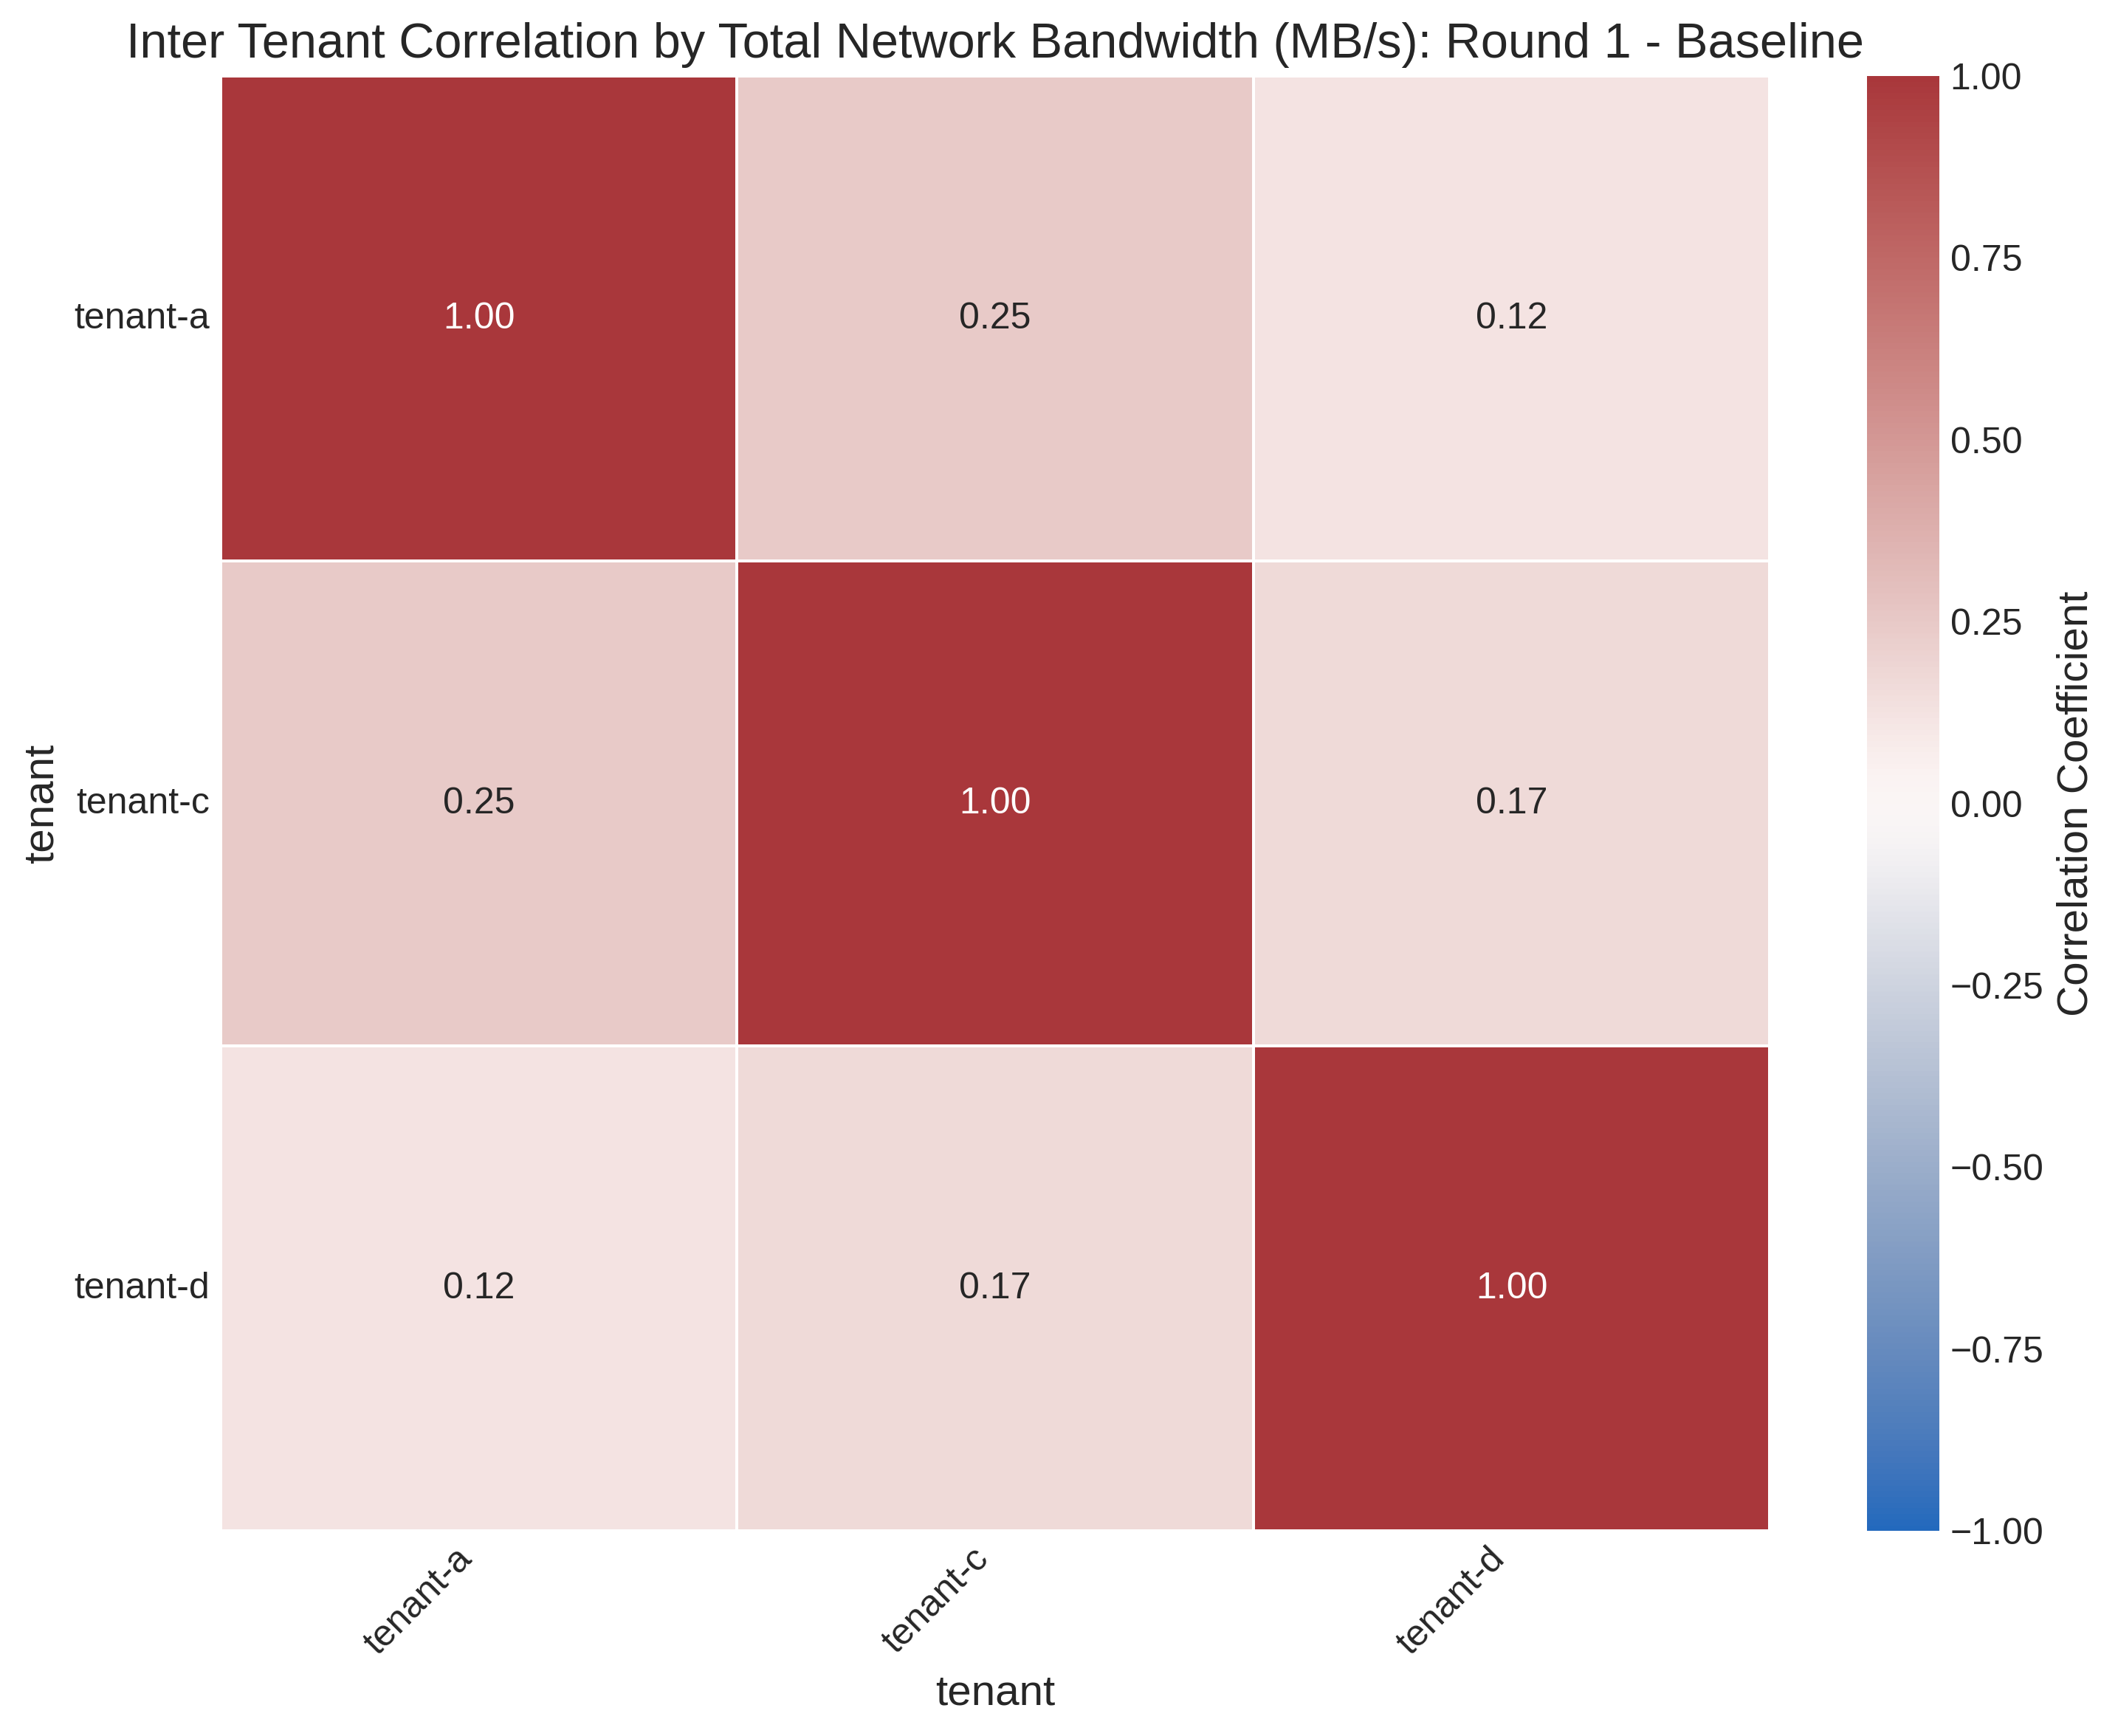 Inter Tenant Correlation by Total Network Bandwidth (MB/s): Round 1 - Baseline
tenant
tenant-a
1.00
0.25
0.12
tenant-c
0.25
1.00
0.17
tenant-d
0.12
0.17
1.00
tenant-a
tenant-c
tenant-d
tenant
1.00
0.75
0.50
0.25
0.00
−0.25
−0.50
−0.75
−1.00
Correlation Coefficient